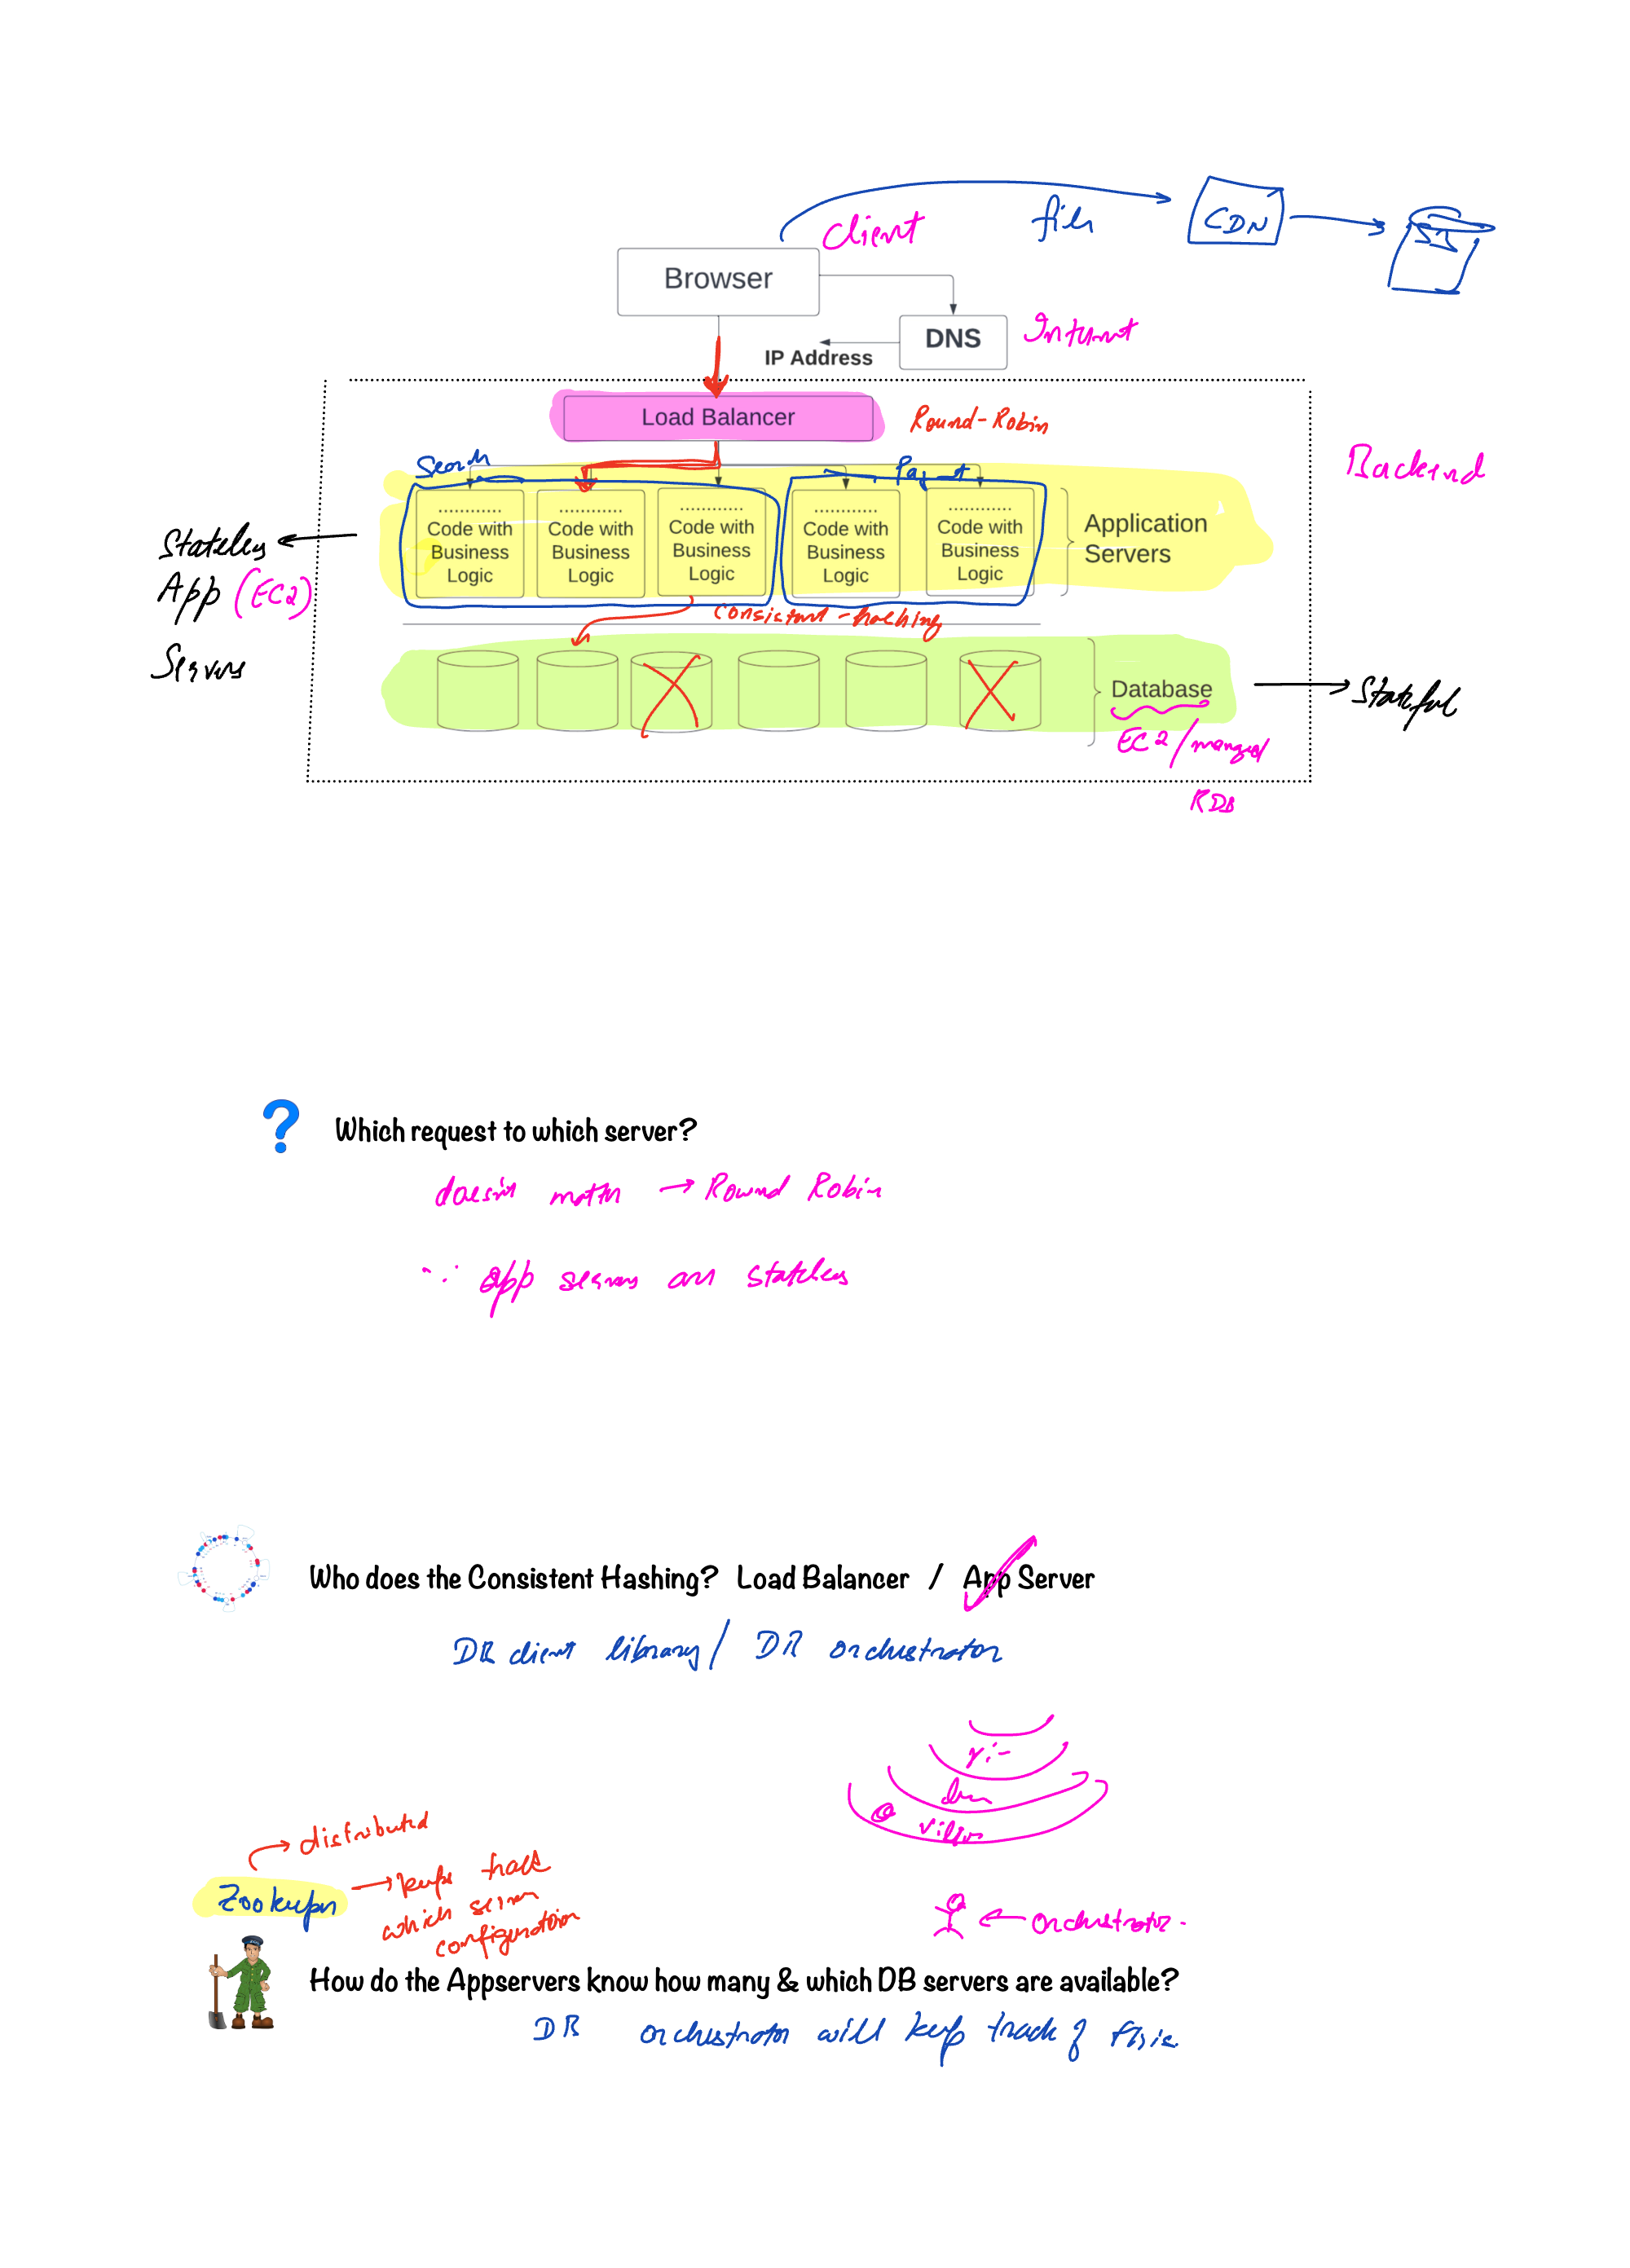 client
file
CDN
S3
Browser
DNS
Internet
IP Address
Load Balancer
Round-Robin
Search
Backend
............ ............ ............ ............ ............
Code with Code with Code with Code with Code with
Business Business Business Business Business
Logic Logic Logic Logic Logic
Application
Servers
Stateless
App (EC2)
Servers
Consistent-hashing
Database
Stateful
EC2/managed
RDB
? Which request to which server?
doesn't matter → Round Robin
∵ app servers are stateless
Who does the Consistent Hashing? Load Balancer / App Server
DB client library / DB orchestrator
distributed
Zookeeper → keeps track
which server
configuration
← orchestrator.
How do the Appservers know how many & which DB servers are available?
DB orchestrator will keep track of this.